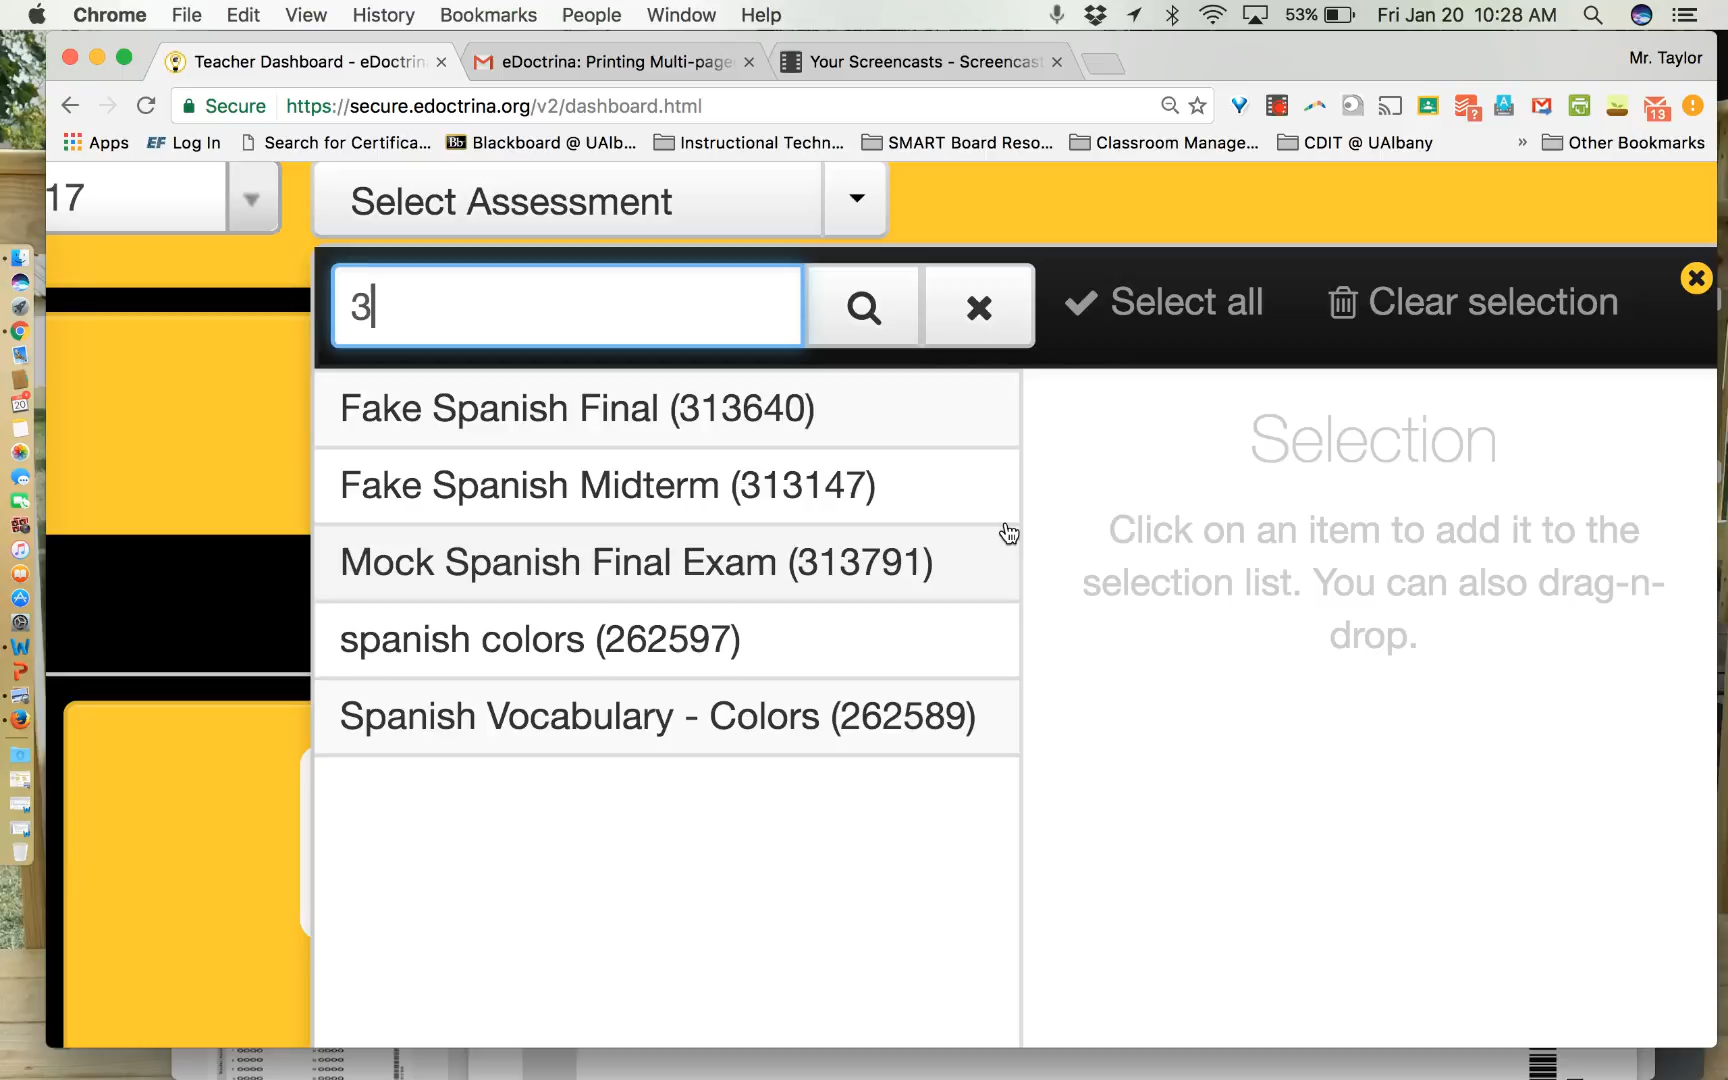 Chrome File Edit View History Bookmarks People Window Help 53% Fri Jan 20 10:28 AM
Teacher Dashboard - eDoctrin × eDoctrina: Printing Multi-page × Your Screencasts - Screencast × Mr. Taylor
Secure https://secure.edoctrina.org/v2/dashboard.html
Apps EF Log In Search for Certifica... Bb Blackboard @ UAlb... Instructional Techn... SMART Board Reso... Classroom Manage... CDIT @ UAlbany » Other Bookmarks
17 Select Assessment
3 Select all Clear selection
Fake Spanish Final (313640)
Fake Spanish Midterm (313147)
Mock Spanish Final Exam (313791)
spanish colors (262597)
Spanish Vocabulary - Colors (262589)
Selection
Click on an item to add it to the
selection list. You can also drag-n-
drop.